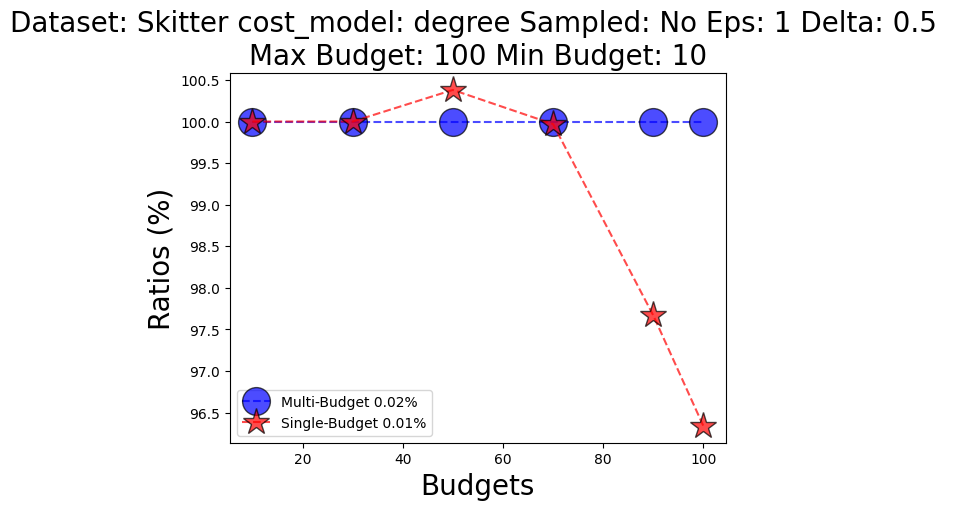 Dataset: Skitter cost_model: degree Sampled: No Eps: 1 Delta: 0.5
Max Budget: 100 Min Budget: 10
100.5
100.0
99.5
99.0
98.5
98.0
97.5
97.0
96.5
Ratios (%)
Multi-Budget 0.02%
Single-Budget 0.01%
20 40 60 80 100
Budgets